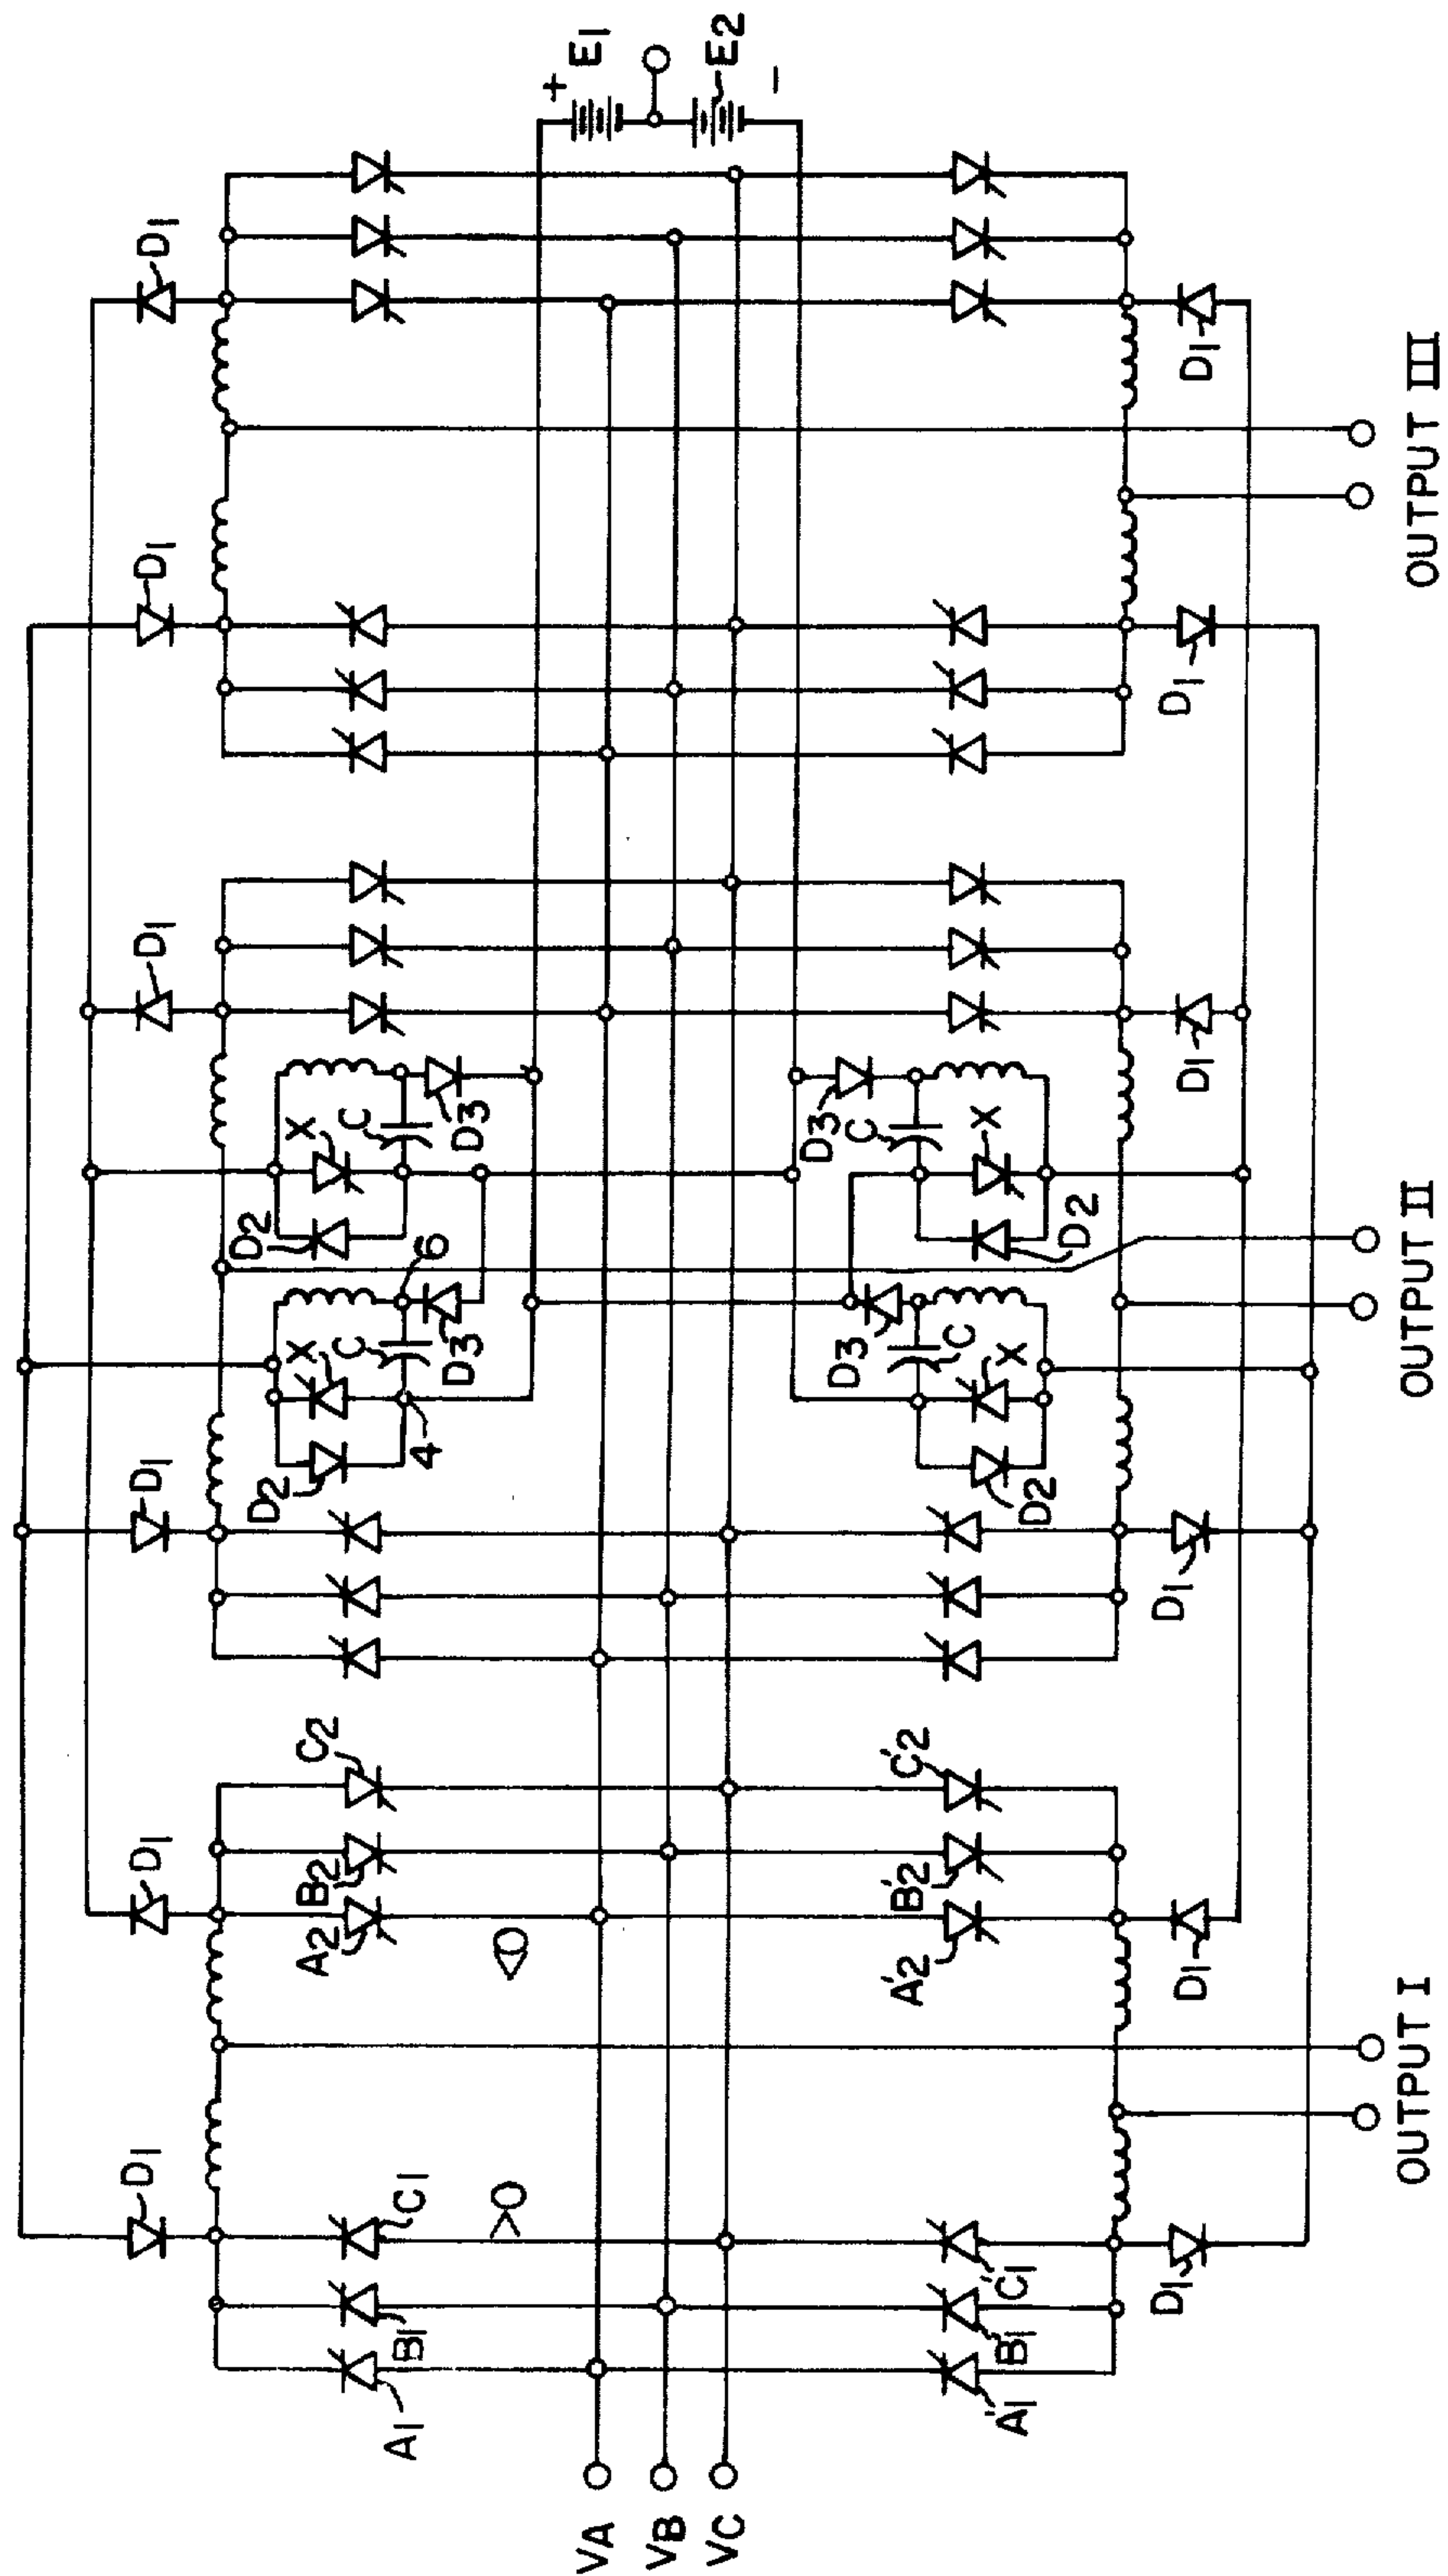 D1 D1 D1 D1 D1 D1
D2 D2
X X
C C
A1 B1 C1 A2 B2 C2
4 6
D3 D3
>O <O
+ E1
VA
VB
VC
E2
−
D3 D3
C C
X X
A'1 B'1 C'1 A'2 B'2 C'2
D2 D2
D1 D1 D1 D1 D1 D1
OUTPUT I OUTPUT II OUTPUT III